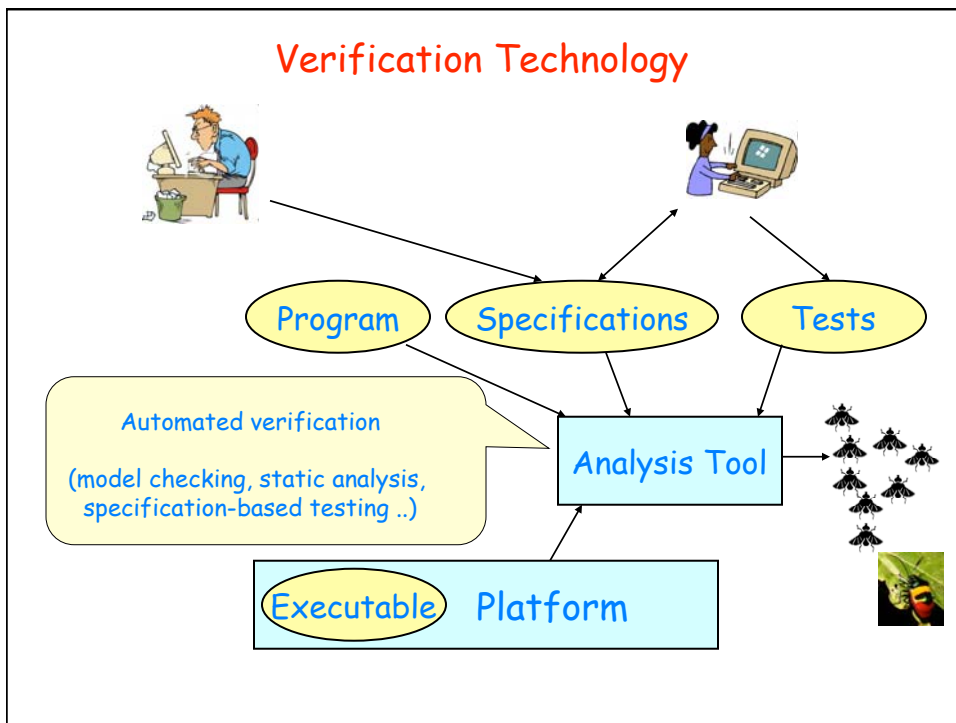 Verification Technology
Program
Specifications
Tests
Automated verification
(model checking, static analysis,
specification-based testing ..)
Analysis Tool
Executable
Platform